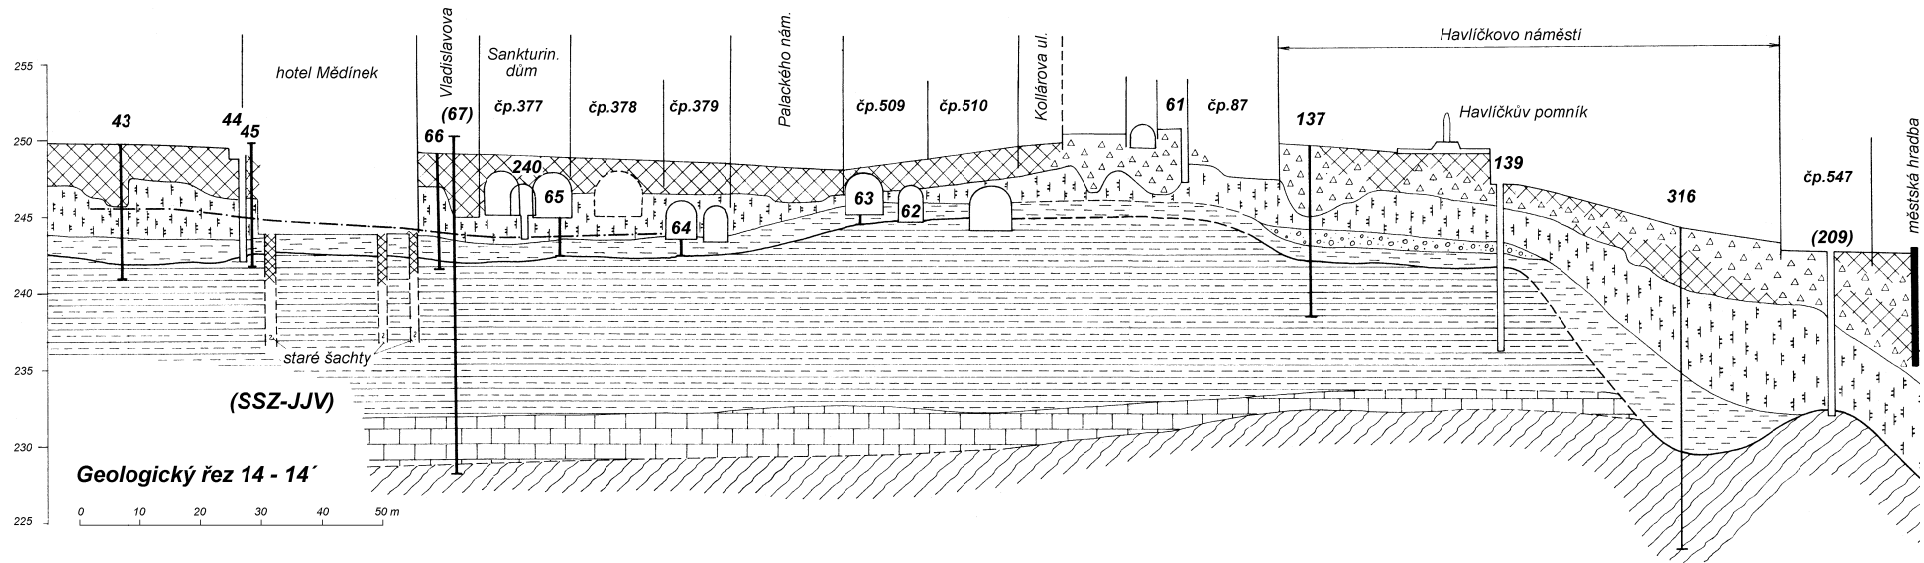 Havlíčkovo náměstí
255
hotel Mědínek
Vladislavova
Sankturin.
dům
Palackého nám.
Kollárova ul.
čp.377
čp.378
čp.379
čp.509
čp.510
61
čp.87
Havlíčkův pomník
43
44
45
66
(67)
137
městská hradba
250
240
139
čp.547
65
63
62
316
245
64
(209)
240
staré šachty
235
(SSZ-JJV)
230
Geologický řez 14 - 14´
225
0 10 20 30 40 50 m